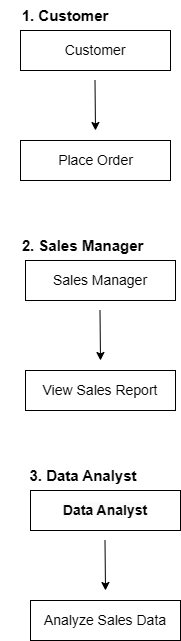 1. Customer
Customer
Place Order
2. Sales Manager
Sales Manager
View Sales Report
3. Data Analyst
Data Analyst
Analyze Sales Data